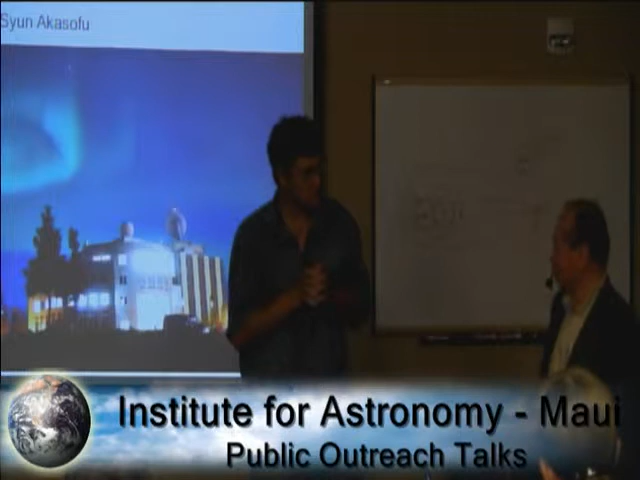 Syun Akasofu
Institute for Astronomy - Maui
Public Outreach Talks